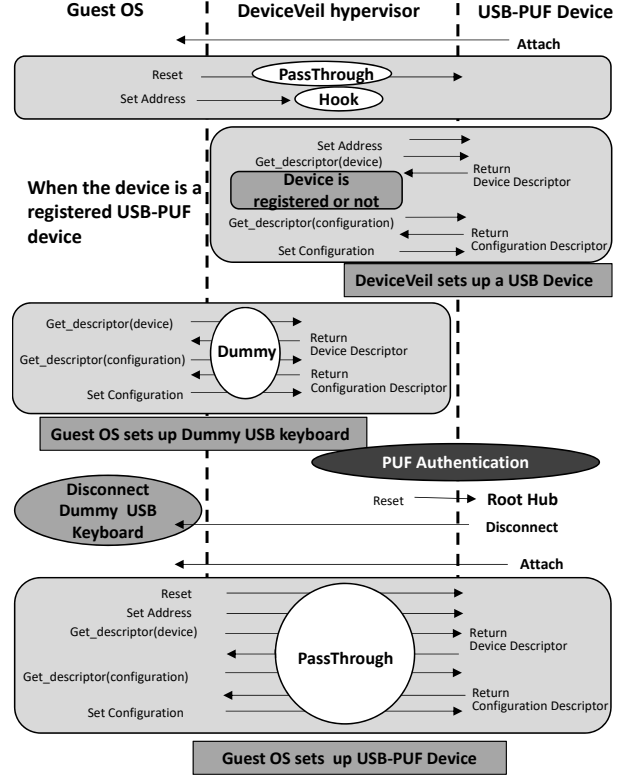 Guest OS
DeviceVeil hypervisor
USB-PUF Device
Attach
Reset
PassThrough
Set Address
Hook
Set Address
Get_descriptor(device)
Return
Device Descriptor
Device is
registered or not
When the device is a
registered USB-PUF
device
Get_descriptor(configuration)
Return
Configuration Descriptor
Set Configuration
DeviceVeil sets up a USB Device
Get_descriptor(device)
Return
Device Descriptor
Dummy
Get_descriptor(configuration)
Return
Configuration Descriptor
Set Configuration
Guest OS sets up Dummy USB keyboard
PUF Authentication
Disconnect
Dummy USB
Keyboard
Reset
Root Hub
Disconnect
Attach
Reset
Set Address
Get_descriptor(device)
Return
Device Descriptor
PassThrough
Get_descriptor(configuration)
Return
Configuration Descriptor
Set Configuration
Guest OS sets up USB-PUF Device